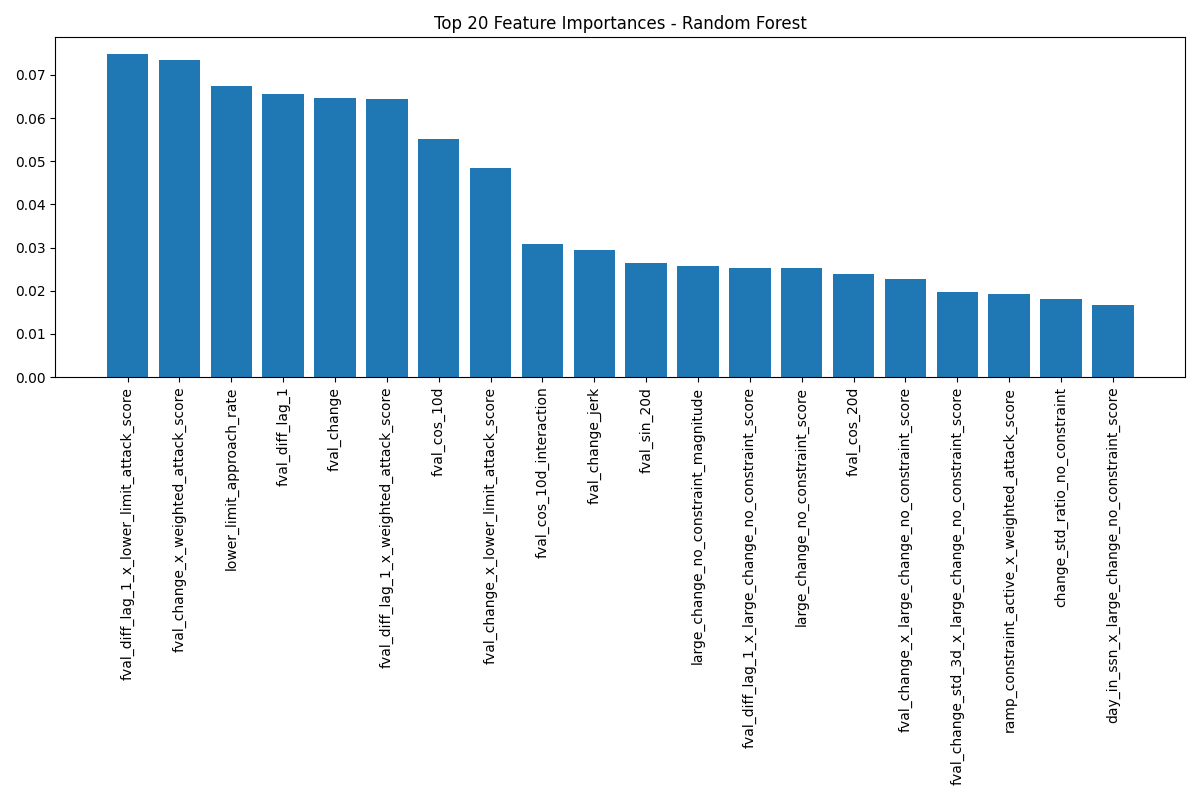 Top 20 Feature Importances - Random Forest
0.07
0.06
0.05
0.04
0.03
0.02
0.01
0.00
fval_diff_lag_1_x_lower_limit_attack_score
fval_change_x_weighted_attack_score
lower_limit_approach_rate
fval_diff_lag_1
fval_change
fval_diff_lag_1_x_weighted_attack_score
fval_cos_10d
fval_change_x_lower_limit_attack_score
fval_cos_10d_interaction
fval_change_jerk
fval_sin_20d
large_change_no_constraint_magnitude
fval_diff_lag_1_x_large_change_no_constraint_score
large_change_no_constraint_score
fval_cos_20d
fval_change_x_large_change_no_constraint_score
fval_change_std_3d_x_large_change_no_constraint_score
ramp_constraint_active_x_weighted_attack_score
change_std_ratio_no_constraint
day_in_ssn_x_large_change_no_constraint_score